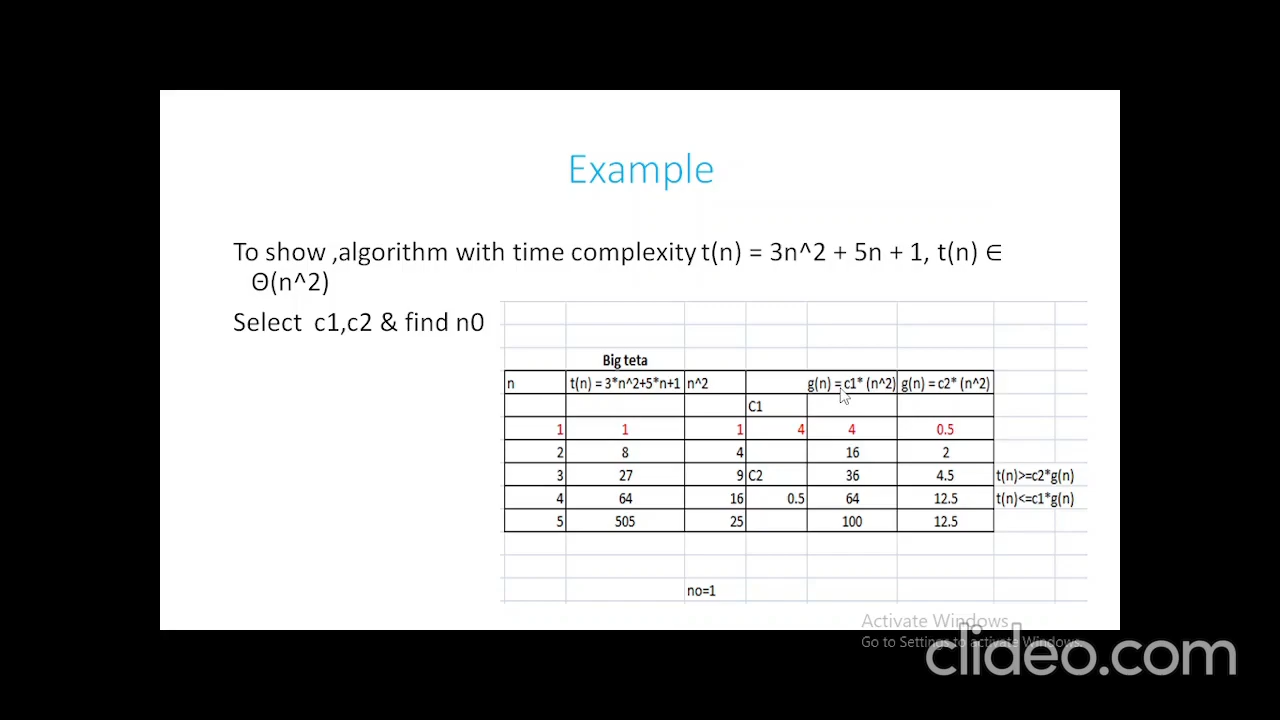 Example
To show ,algorithm with time complexity t(n) = 3n^2 + 5n + 1, t(n) ∈
Θ(n^2)
Select c1,c2 & find n0
Big teta
n t(n) = 3*n^2+5*n+1 n^2 g(n) = c1* (n^2) g(n) = c2* (n^2)
C1
1 1 1 4 4 0.5
2 8 4 16 2
3 27 9 C2 36 4.5 t(n)>=c2*g(n)
4 64 16 0.5 64 12.5 t(n)<=c1*g(n)
5 505 25 100 12.5
no=1
Activate Windows
Go to Settings to activate Windows.
clideo.com